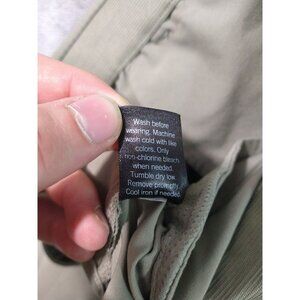 Wash before
wearing. Machine
wash cold with like
colors. Only
non-chlorine bleach
when needed.
Tumble dry low.
Remove promptly.
Cool iron if needed.